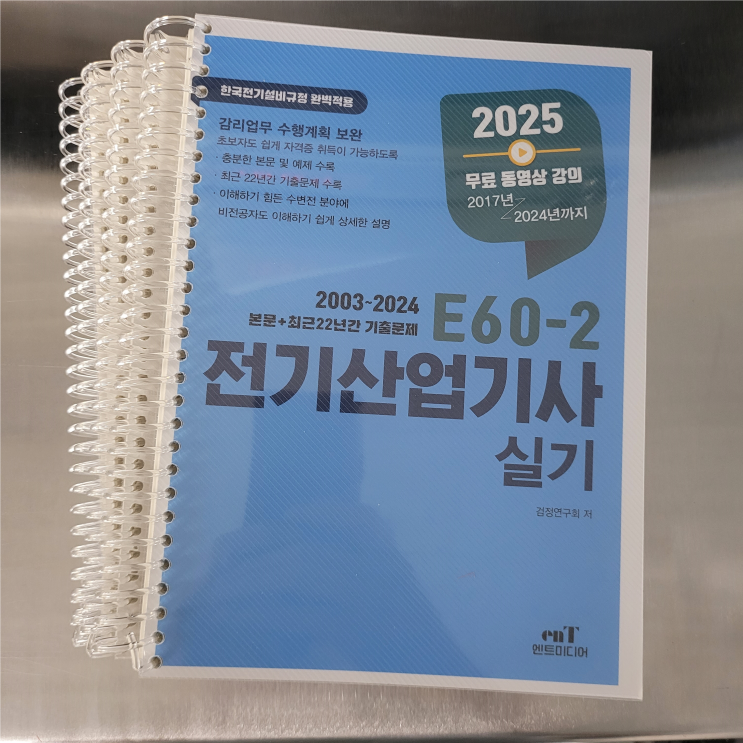 한국전기설비규정 완벽적용
감리업무 수행계획 보완
초보자도 쉽게 자격증 취득이 가능하도록
· 충분한 본문 및 예제 수록
· 최근 22년간 기출문제 수록
· 이해하기 힘든 수변전 분야에
비전공자도 이해하기 쉽게 상세한 설명
2025
무료 동영상 강의
2017년
2024년까지
2003~2024
본문+최근22년간 기출문제
E60-2
전기산업기사
실기
검정연구회 저
enT
엔트미디어